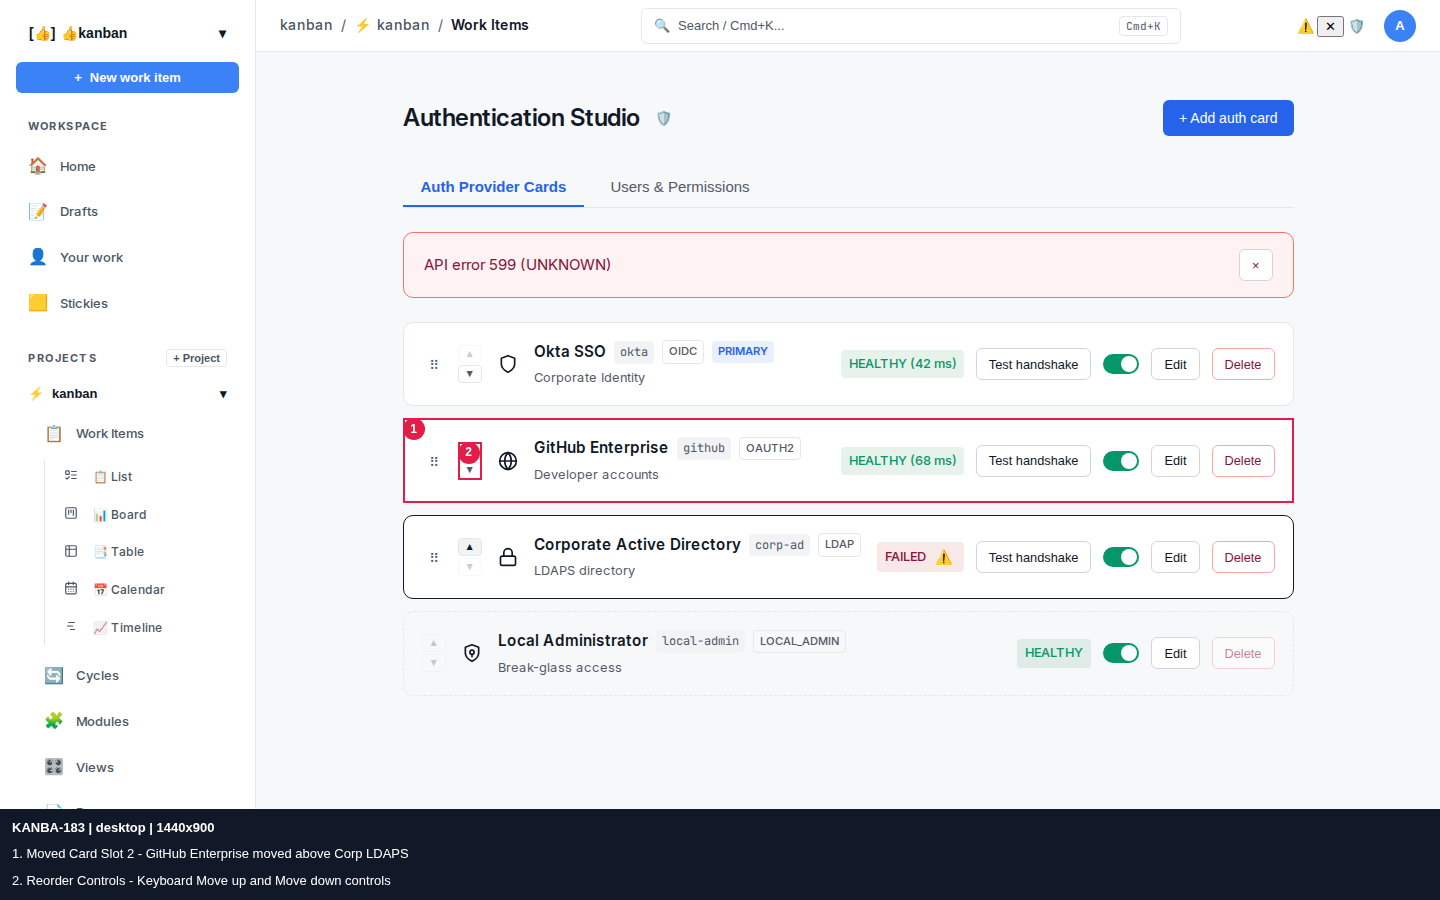 [👍] 👍kanban ▾
+ New work item
WORKSPACE
🏠 Home
📝 Drafts
👤 Your work
🟨 Stickies
PROJECTS + Project
⚡ kanban ▾
📋 Work Items
📋 List
📊 Board
📑 Table
📅 Calendar
📈 Timeline
🔄 Cycles
🧩 Modules
🎛️ Views
kanban / ⚡ kanban / Work Items
🔍 Search / Cmd+K... Cmd+K
⚠️ ✕ 🛡️ A
Authentication Studio 🛡️
+ Add auth card
Auth Provider Cards Users & Permissions
API error 599 (UNKNOWN) ×
Okta SSO okta OIDC PRIMARY
Corporate Identity
HEALTHY (42 ms) Test handshake Edit Delete
1
2
GitHub Enterprise github OAUTH2
Developer accounts
HEALTHY (68 ms) Test handshake Edit Delete
Corporate Active Directory corp-ad LDAP
LDAPS directory
FAILED ⚠️ Test handshake Edit Delete
Local Administrator local-admin LOCAL_ADMIN
Break-glass access
HEALTHY Edit Delete
KANBA-183 | desktop | 1440x900
1. Moved Card Slot 2 - GitHub Enterprise moved above Corp LDAPS
2. Reorder Controls - Keyboard Move up and Move down controls